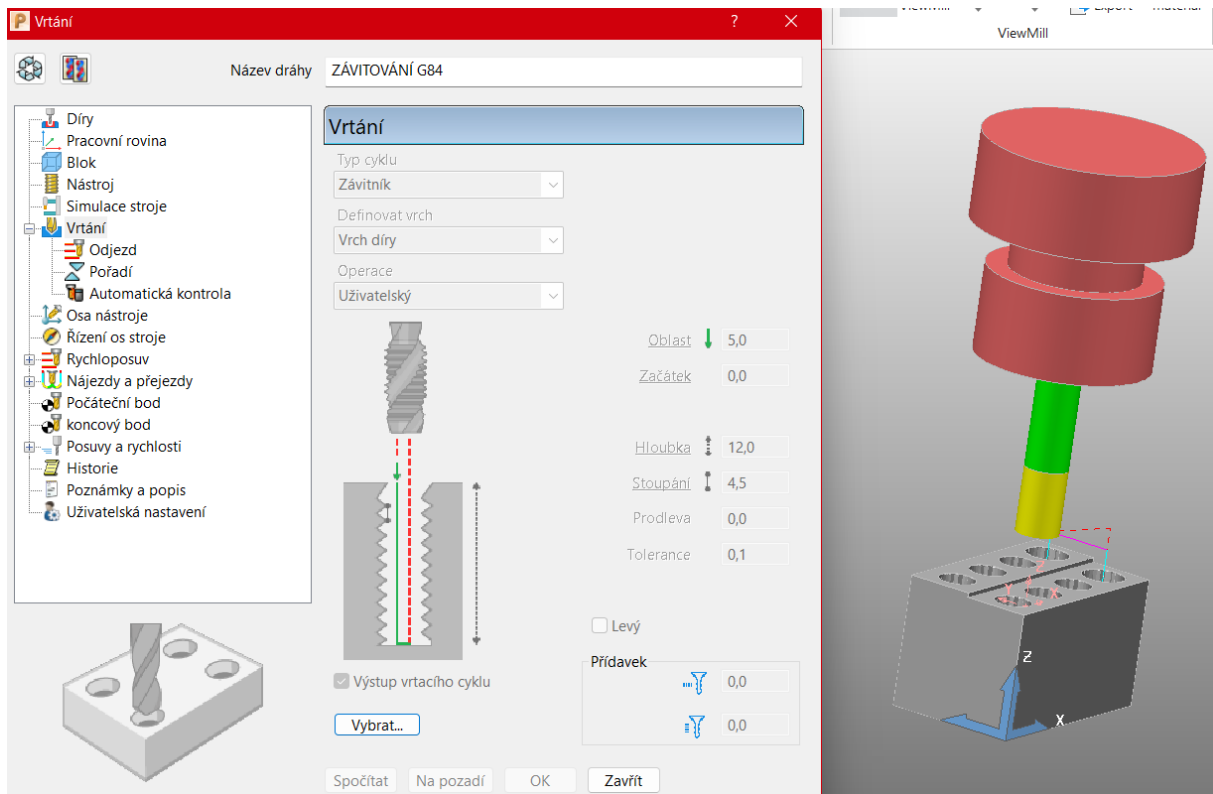 Vrtání
?
ViewMill
Název dráhy ZÁVITOVÁNÍ G84
Díry
Pracovní rovina
Blok
Nástroj
Simulace stroje
Vrtání
Odjezd
Pořadí
Automatická kontrola
Osa nástroje
Řízení os stroje
Rychloposuv
Nájezdy a přejezdy
Počáteční bod
koncový bod
Posuvy a rychlosti
Historie
Poznámky a popis
Uživatelská nastavení
Vrtání
Typ cyklu
Závitník
Definovat vrch
Vrch díry
Operace
Uživatelský
Oblast 5,0
Začátek 0,0
Hloubka 12,0
Stoupání 4,5
Prodleva 0,0
Tolerance 0,1
Levý
Přídavek
0,0
0,0
Výstup vrtacího cyklu
Vybrat...
Spočítat Na pozadí OK Zavřít
Z
Y X
Z
X